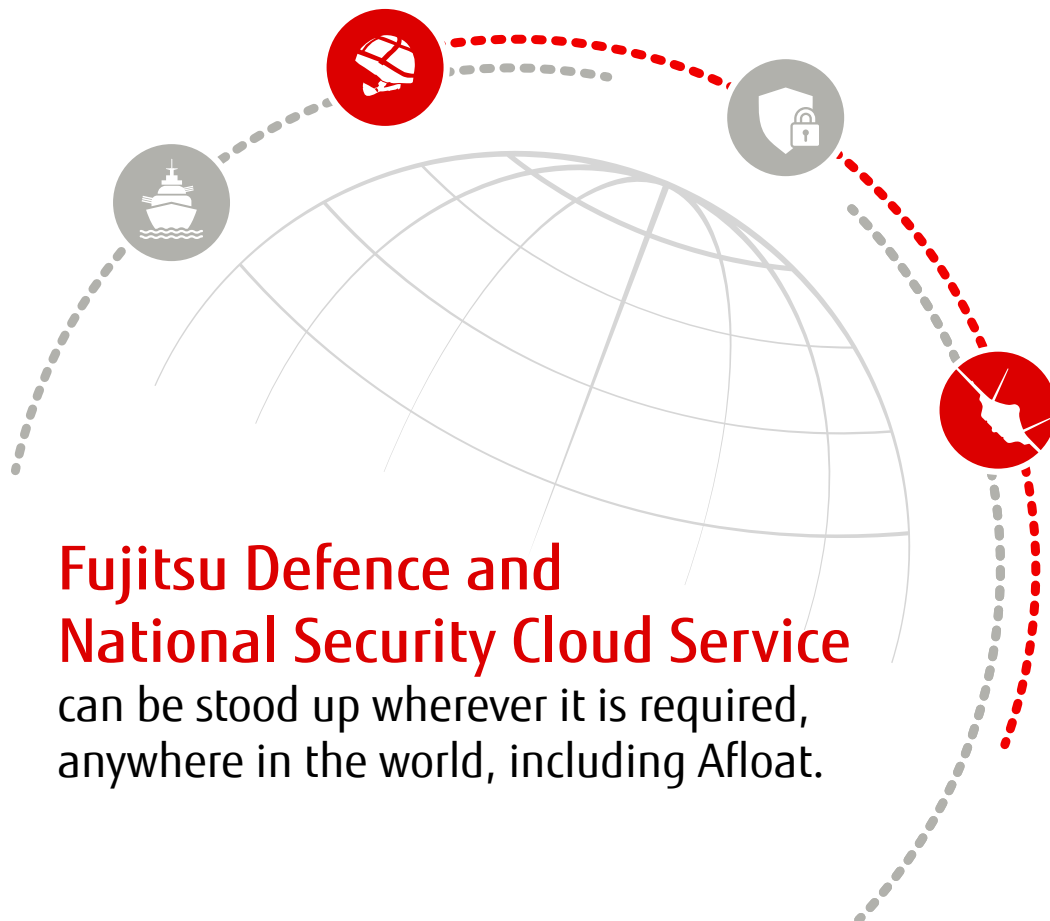 Fujitsu Defence and
National Security Cloud Service
can be stood up wherever it is required,
anywhere in the world, including Afloat.